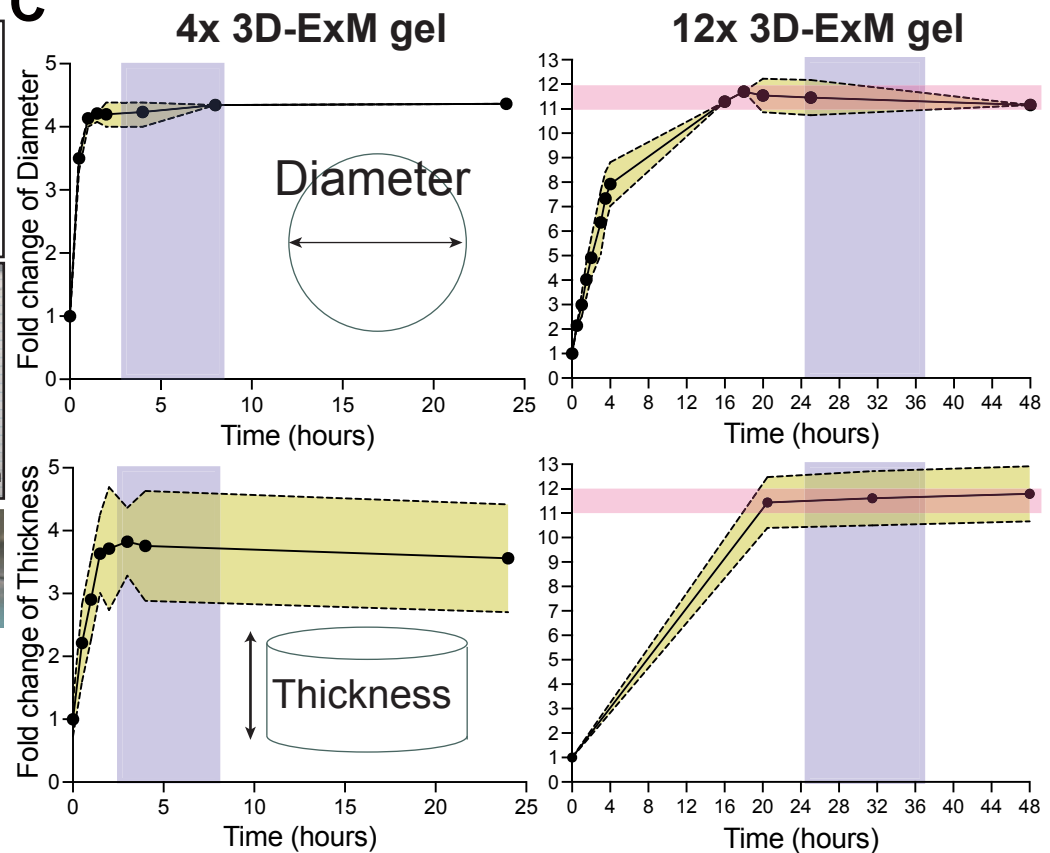 C
4x 3D-ExM gel
12x 3D-ExM gel
Fold change of Diameter
5
4
3
2
1
0
Diameter
0 5 10 15 20 25
Time (hours)
13
12
11
10
9
8
7
6
5
4
3
2
1
0
0 4 8 12 16 20 24 28 32 36 40 44 48
Time (hours)
Fold change of Thickness
5
4
3
2
1
0
Thickness
0 5 10 15 20 25
Time (hours)
13
12
11
10
9
8
7
6
5
4
3
2
1
0
0 4 8 12 16 20 24 28 32 36 40 44 48
Time (hours)